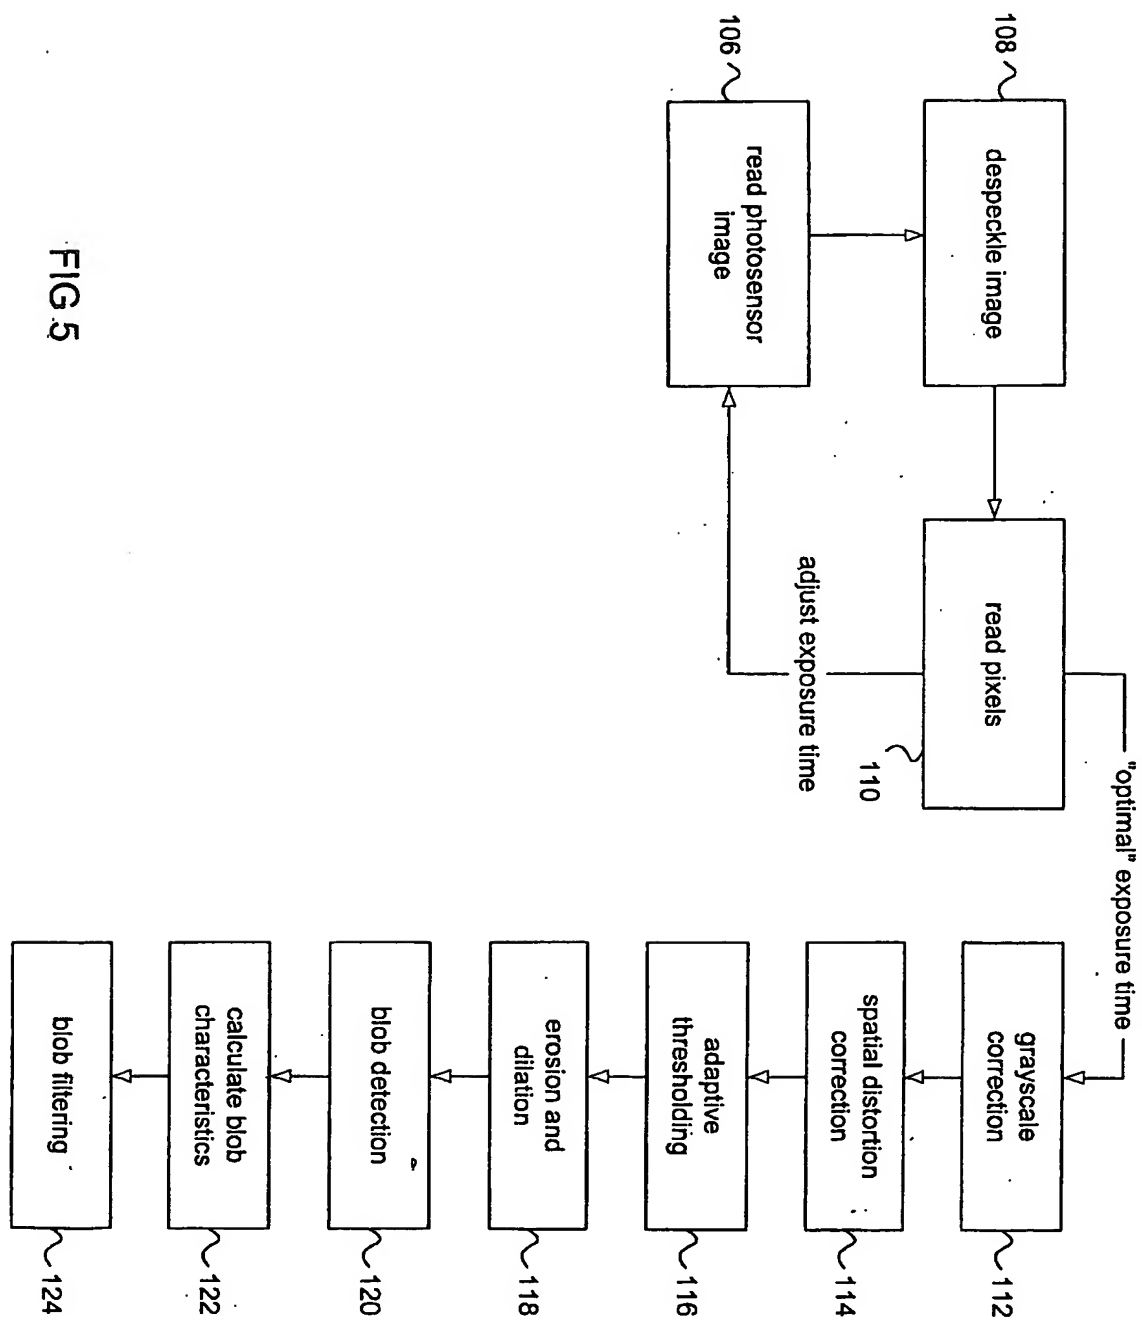 108
despeckle image
106
read photosensor
image
read pixels
110
adjust exposure time
"optimal" exposure time
grayscale
correction
112
spatial distortion
correction
114
adaptive
thresholding
116
erosion and
dilation
118
blob detection
120
calculate blob
characteristics
122
blob filtering
124
FIG.5